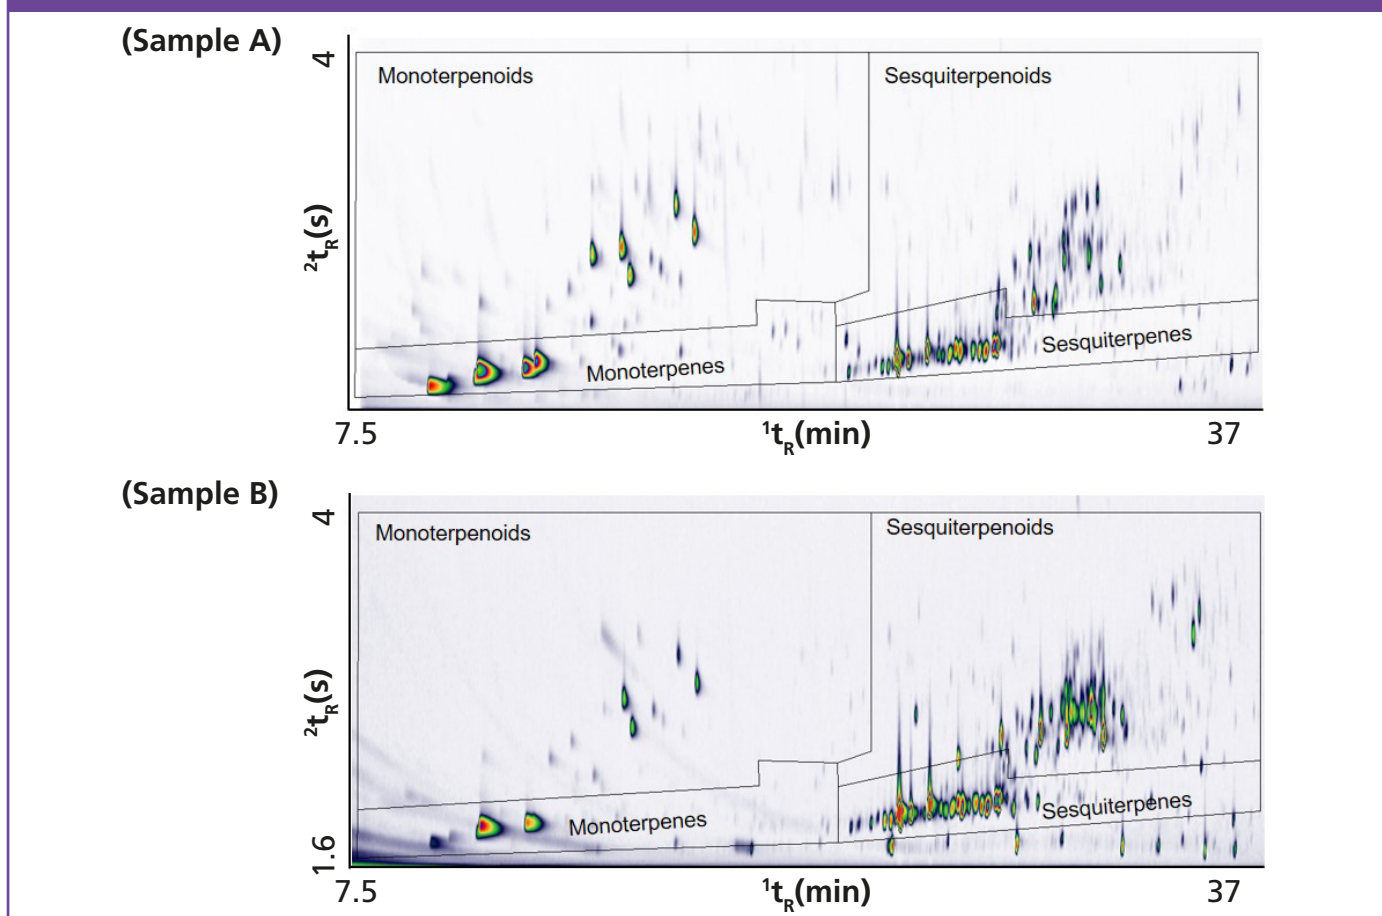 (Sample A)
4
Monoterpenoids
Sesquiterpenoids
²tR(s)
Monoterpenes
Sesquiterpenes
7.5
¹tR(min)
37
(Sample B)
4
Monoterpenoids
Sesquiterpenoids
²tR(s)
Monoterpenes
Sesquiterpenes
1.6
7.5
¹tR(min)
37